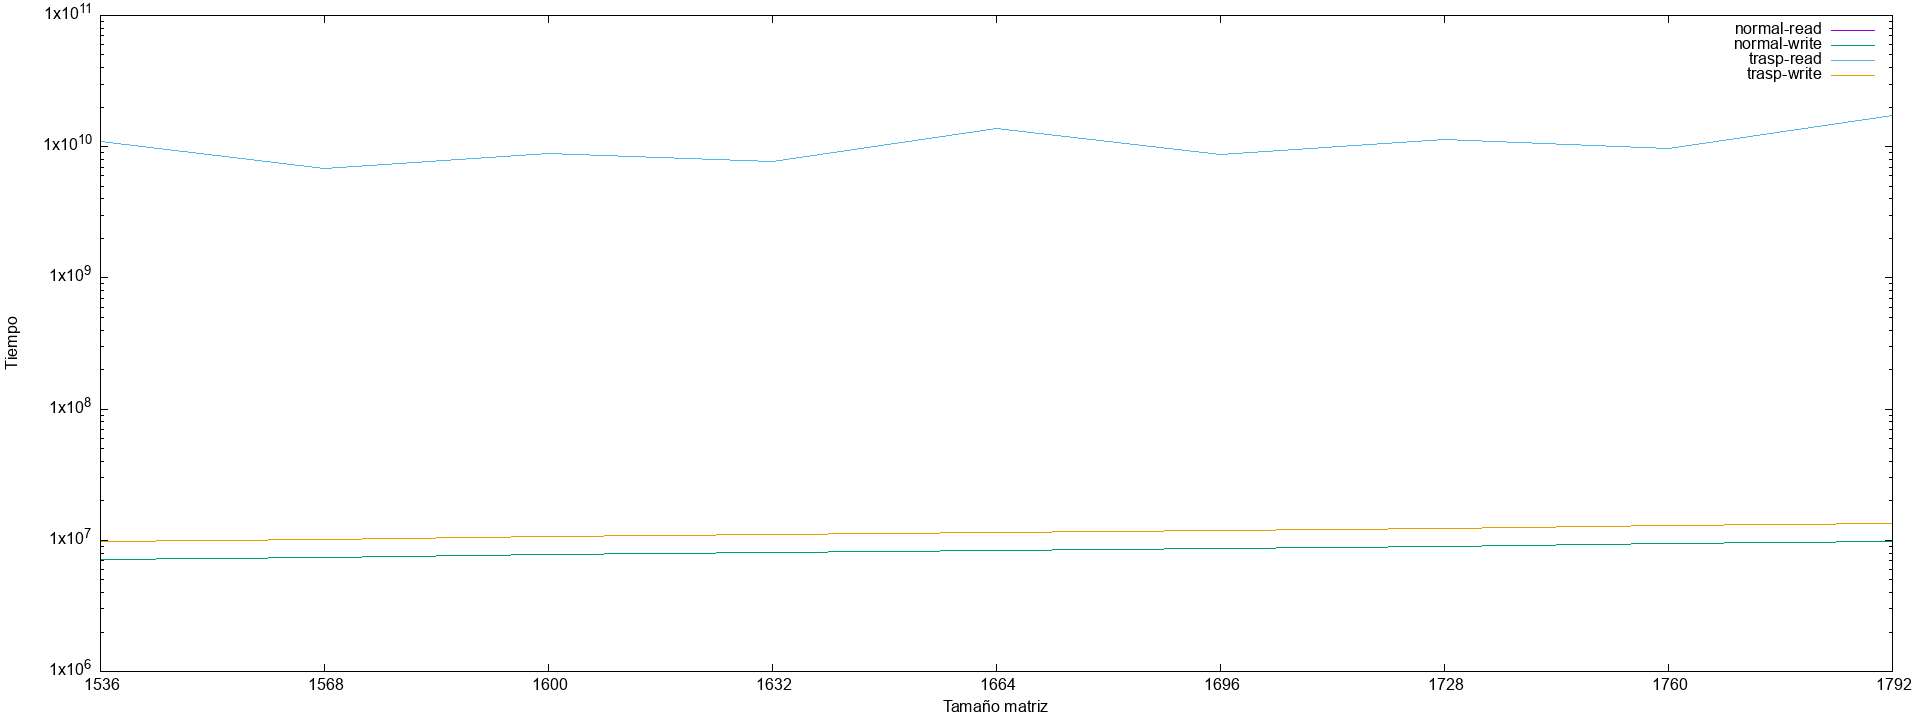 1x10^11
1x10^10
1x10^9
1x10^8
1x10^7
1x10^6
Tiempo
normal-read
normal-write
trasp-read
trasp-write
1536 1568 1600 1632 1664 1696 1728 1760 1792
Tamaño matriz